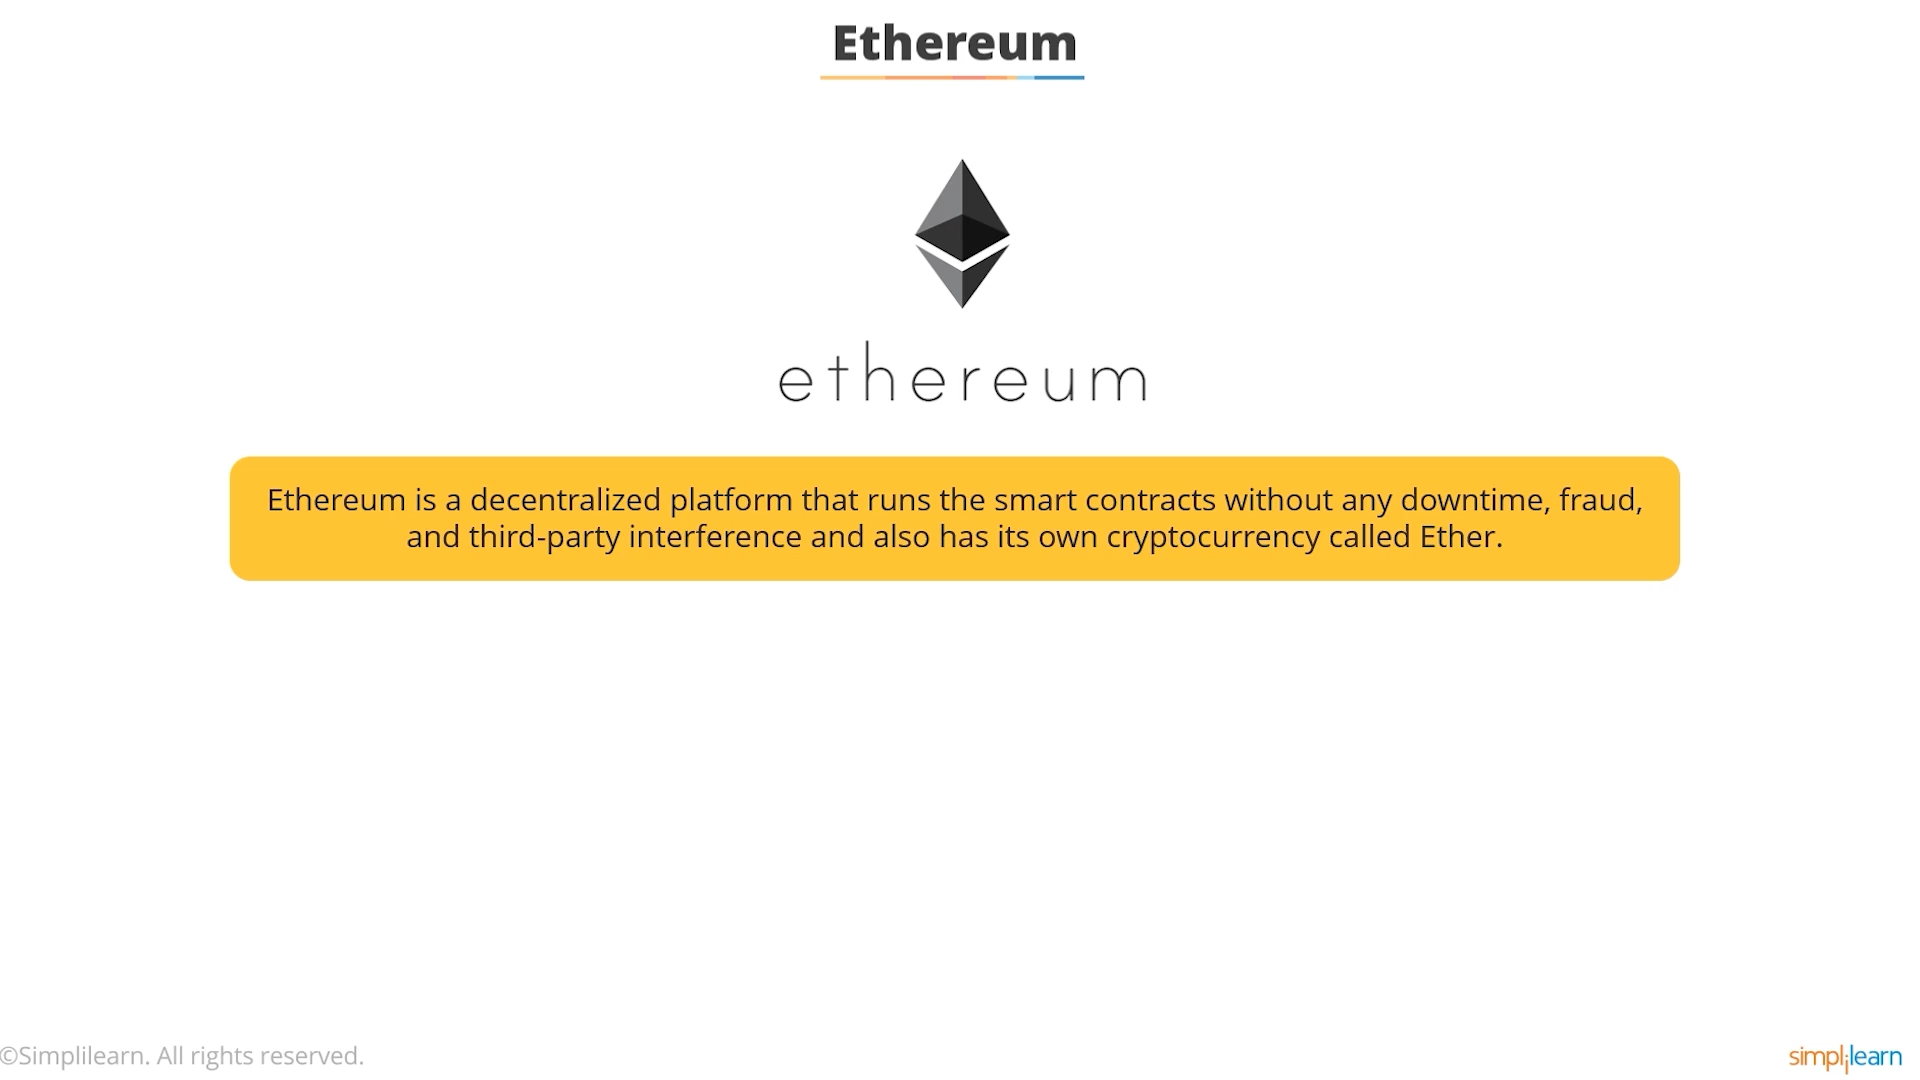 Ethereum
ethereum
Ethereum is a decentralized platform that runs the smart contracts without any downtime, fraud,
and third-party interference and also has its own cryptocurrency called Ether.
©Simplilearn. All rights reserved.
simplilearn